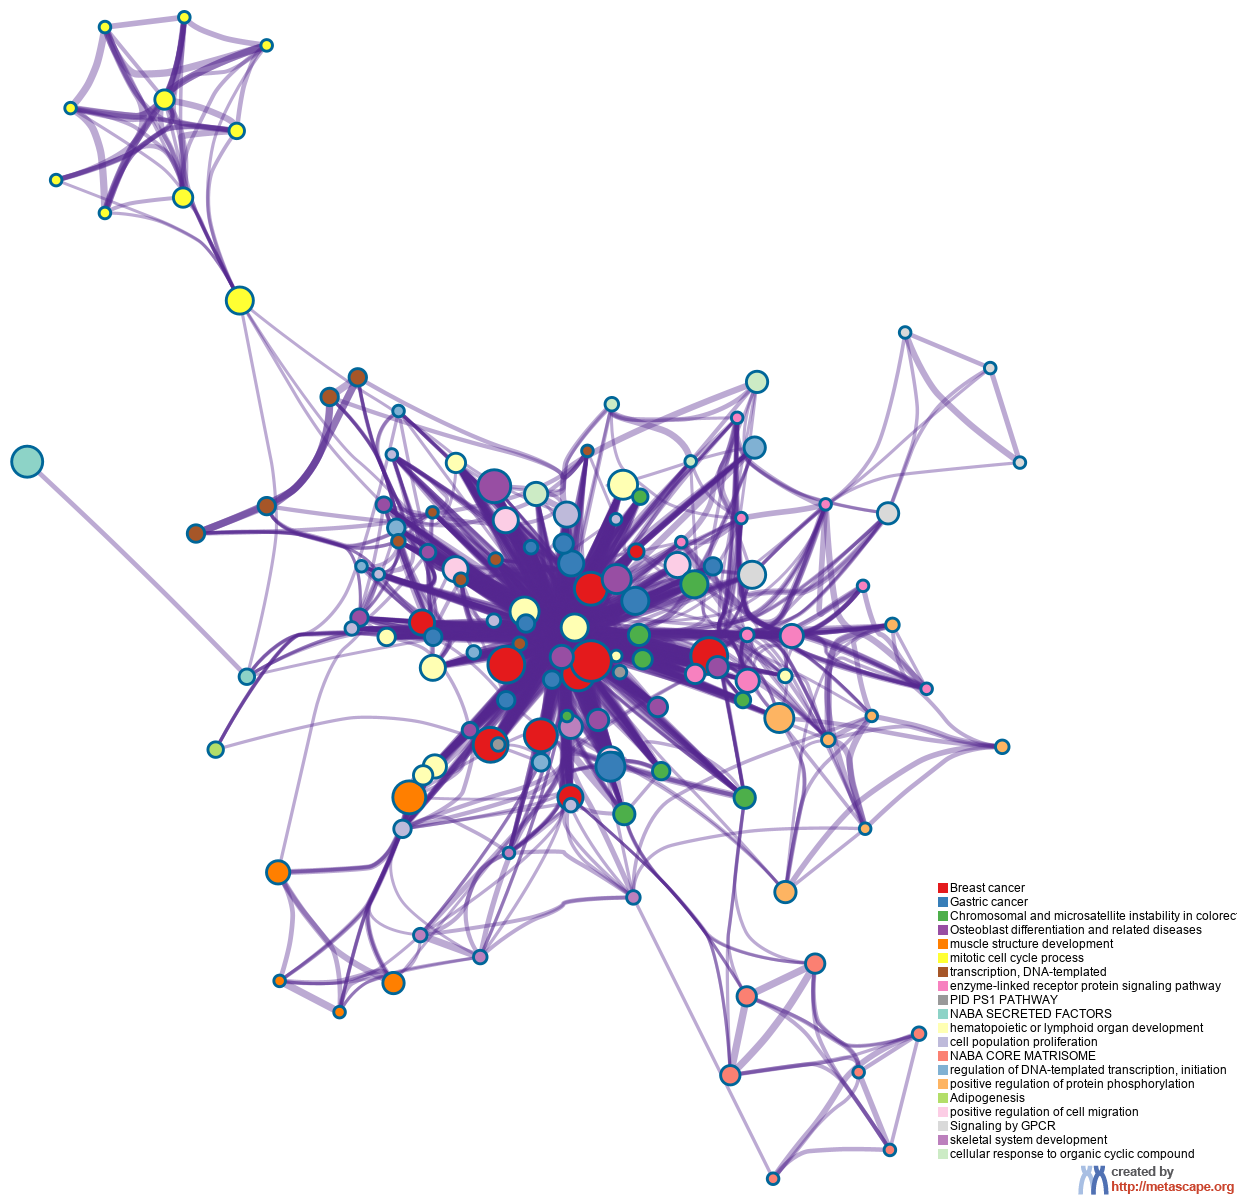 Breast cancer
Gastric cancer
Chromosomal and microsatellite instability in colorect
Osteoblast differentiation and related diseases
muscle structure development
mitotic cell cycle process
transcription, DNA-templated
enzyme-linked receptor protein signaling pathway
PID PS1 PATHWAY
NABA SECRETED FACTORS
hematopoietic or lymphoid organ development
cell population proliferation
NABA CORE MATRISOME
regulation of DNA-templated transcription, initiation
positive regulation of protein phosphorylation
Adipogenesis
positive regulation of cell migration
Signaling by GPCR
skeletal system development
cellular response to organic cyclic compound
created by
http://metascape.org